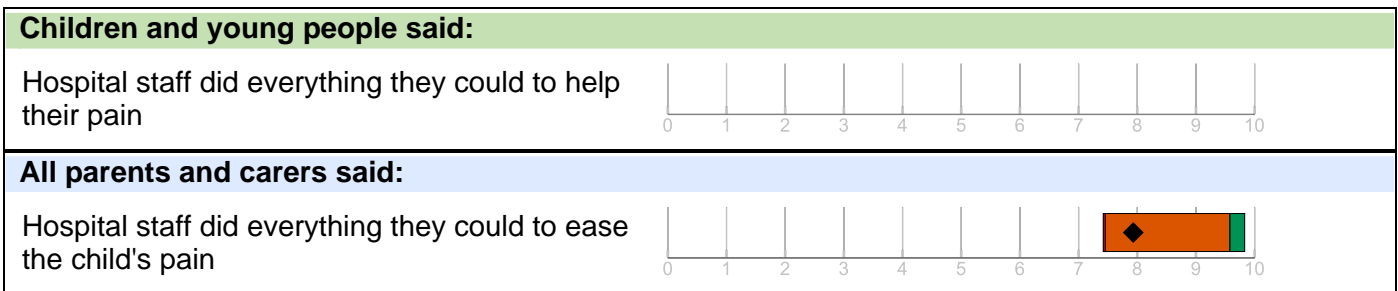 Children and young people said:
Hospital staff did everything they could to help
their pain
0 1 2 3 4 5 6 7 8 9 10
All parents and carers said:
Hospital staff did everything they could to ease
the child's pain
0 1 2 3 4 5 6 7 8 9 10